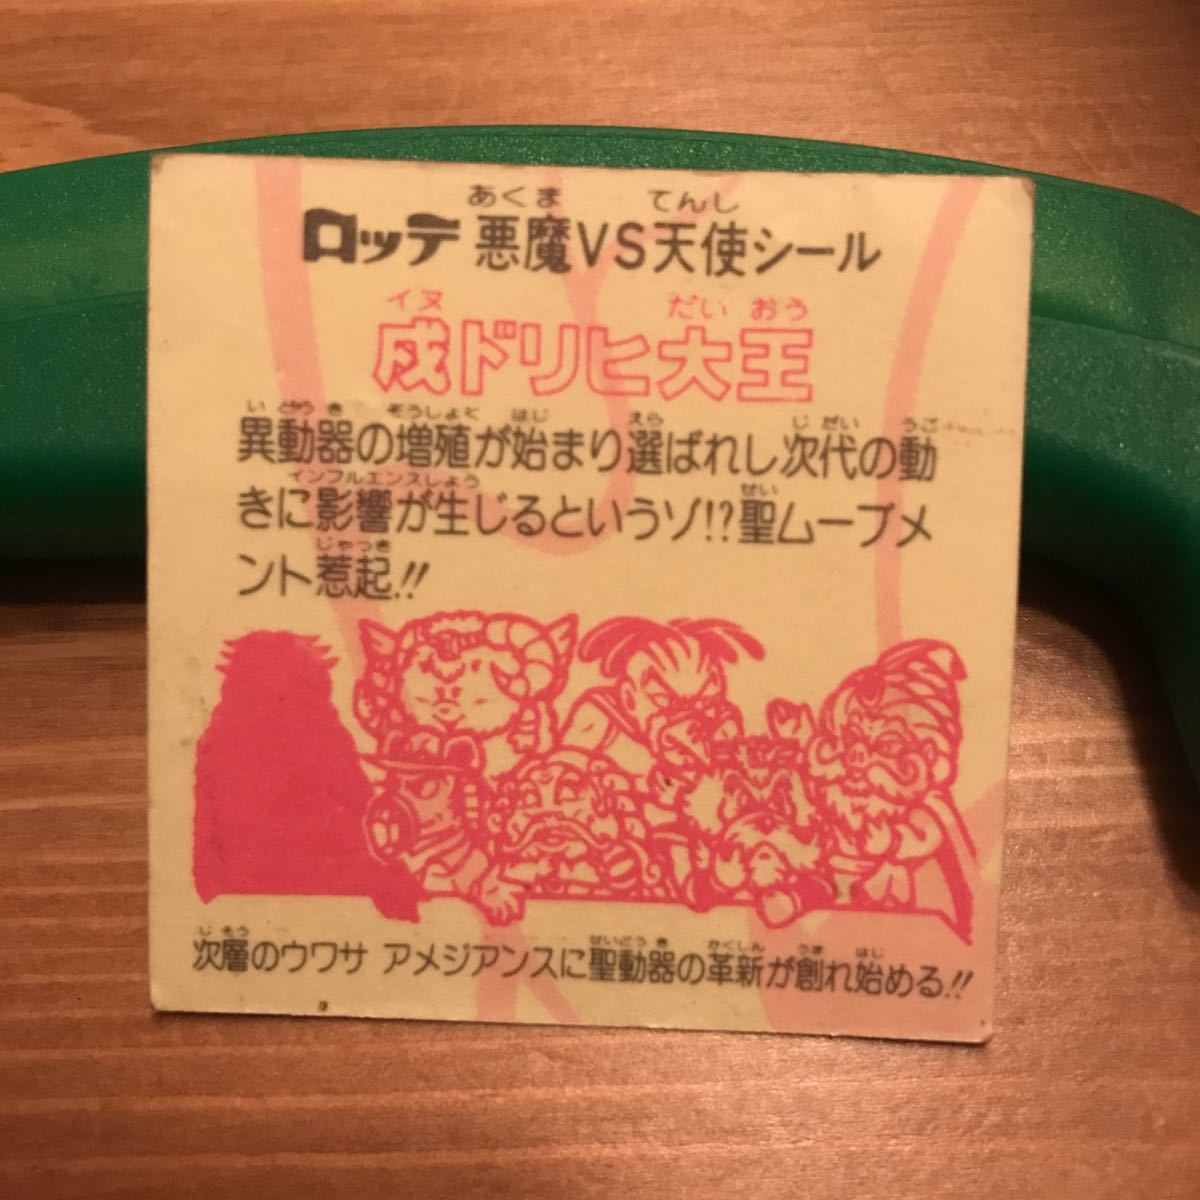 あくま てんし
ロッテ 悪魔VS天使シール
イヌ だい おう
戌ドリヒ大王
い どう き ぞうしょく はじ えら じ だい うご
異動器の増殖が始まり選ばれし次代の動
インフルエンスしょう せい
きに影響が生じるというゾ!?聖ムーブメ
じゃっき
ント惹起!!
じ そう せいどう き かくしん うま はじ
次層のウワサ アメジアンスに聖動器の革新が創れ始める!!